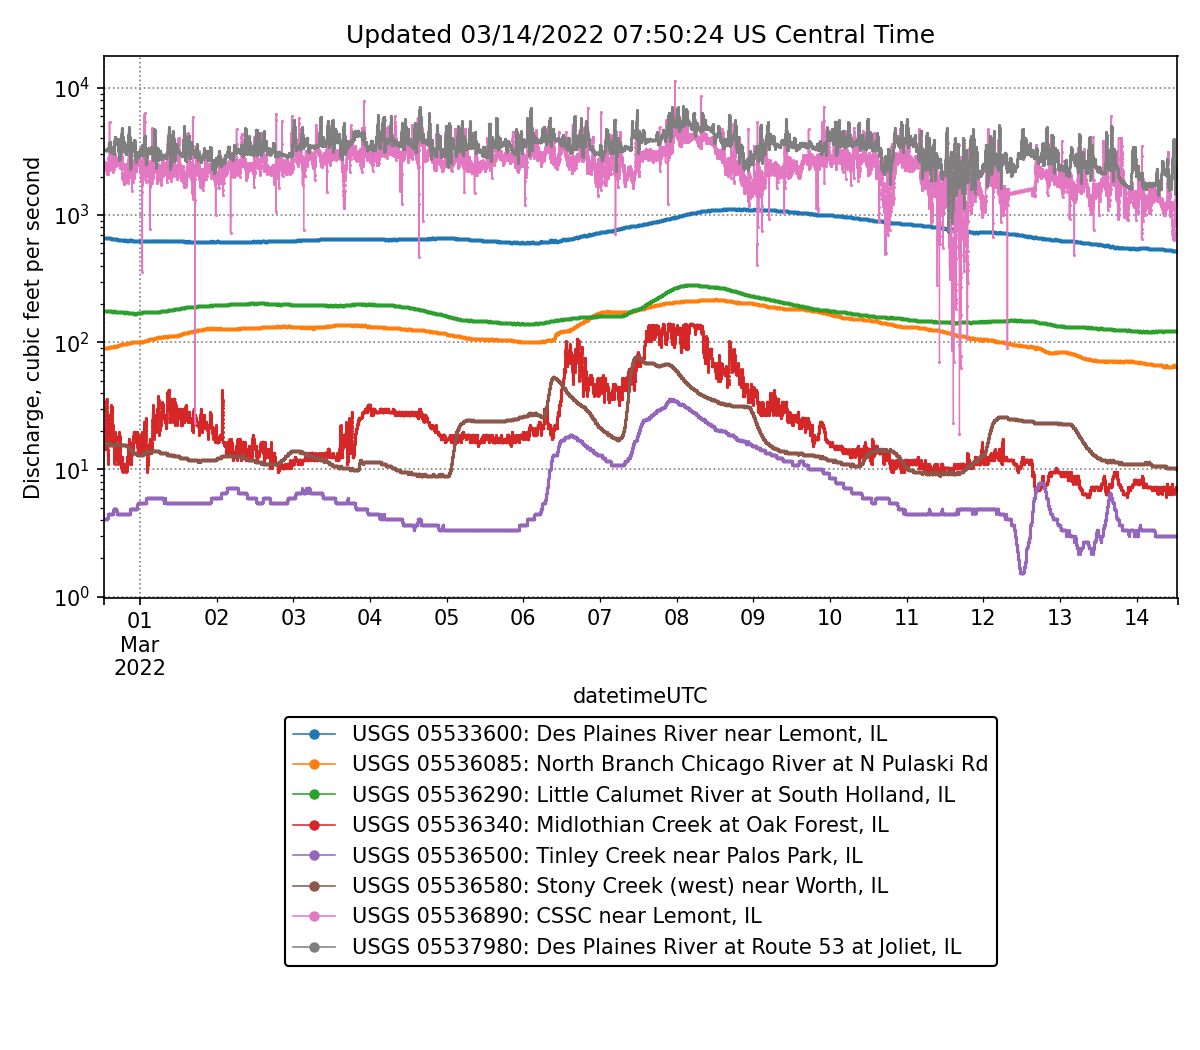 Updated 03/14/2022 07:50:24 US Central Time
Discharge, cubic feet per second
10^4
10^3
10^2
10^1
10^0
01 02 03 04 05 06 07 08 09 10 11 12 13 14
Mar
2022
datetimeUTC
USGS 05533600: Des Plaines River near Lemont, IL
USGS 05536085: North Branch Chicago River at N Pulaski Rd
USGS 05536290: Little Calumet River at South Holland, IL
USGS 05536340: Midlothian Creek at Oak Forest, IL
USGS 05536500: Tinley Creek near Palos Park, IL
USGS 05536580: Stony Creek (west) near Worth, IL
USGS 05536890: CSSC near Lemont, IL
USGS 05537980: Des Plaines River at Route 53 at Joliet, IL